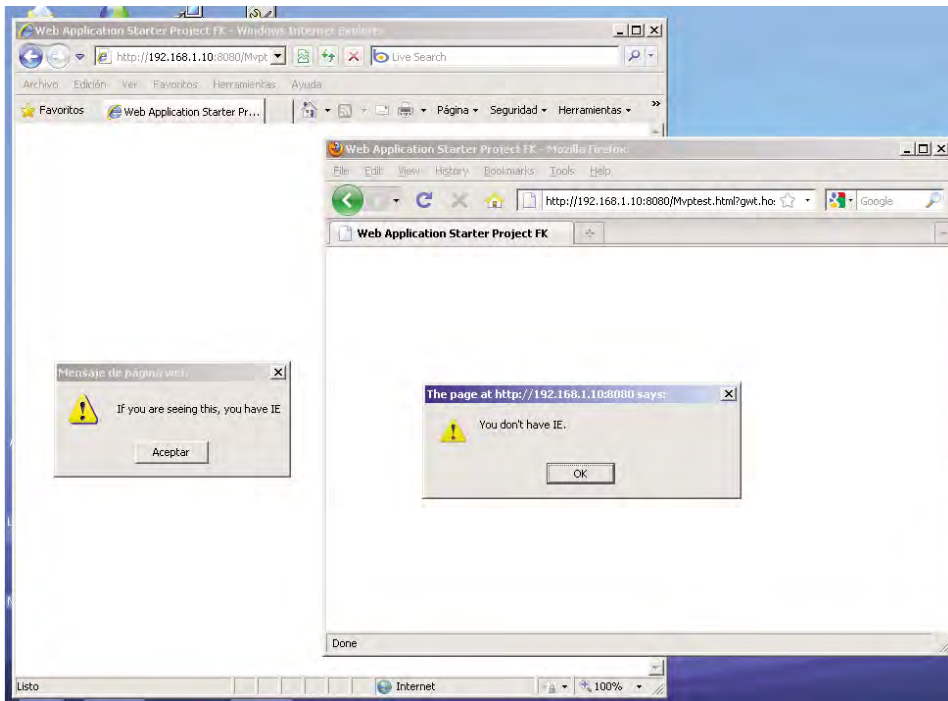 Web Application Starter Project FK - Windows Internet Explorer
http://192.168.1.10:8080/Mvpt
Live Search
Archivo Edición Ver Favoritos Herramientas Ayuda
Favoritos
Web Application Starter Pr...
Página
Seguridad
Herramientas
»
Mensaje de página web
If you are seeing this, you have IE
Aceptar
Listo
Internet
100%
Web Application Starter Project FK - Mozilla Firefox
File Edit View History Bookmarks Tools Help
http://192.168.1.10:8080/Mvptest.html?gwt.ho:
Google
Web Application Starter Project FK
The page at http://192.168.1.10:8080 says:
You don't have IE.
OK
Done